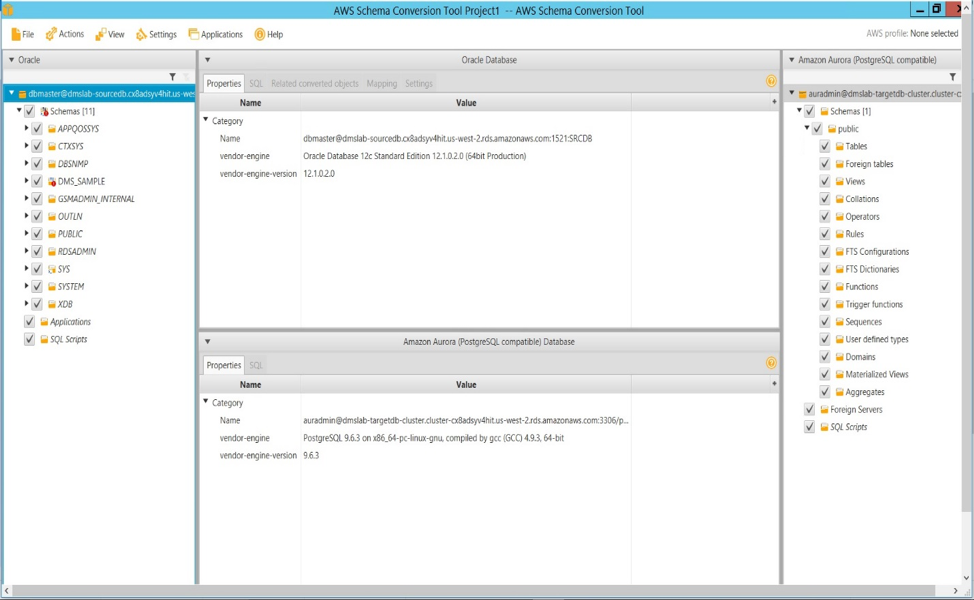 AWS Schema Conversion Tool Project1 -- AWS Schema Conversion Tool
File Actions View Settings Applications Help AWS profile: None selected
Oracle
dbmaster@dmslab-sourcedb.cx8adsyv4hit.us-wes
Schemas [11]
APPQOSSYS
CTXSYS
DBSNMP
DMS_SAMPLE
GSMADMIN_INTERNAL
OUTLN
PUBLIC
RDSADMIN
SYS
SYSTEM
XDB
Applications
SQL Scripts
Oracle Database
Properties SQL Related converted objects Mapping Settings
Name Value
Category
Name dbmaster@dmslab-sourcedb.cx8adsyv4hit.us-west-2.rds.amazonaws.com:1521:SRCDB
vendor-engine Oracle Database 12c Standard Edition 12.1.0.2.0 (64bit Production)
vendor-engine-version 12.1.0.2.0
Amazon Aurora (PostgreSQL compatible) Database
Properties SQL
Name Value
Category
Name auradmin@dmslab-targetdb-cluster.cluster-cx8adsyv4hit.us-west-2.rds.amazonaws.com:3306/p...
vendor-engine PostgreSQL 9.6.3 on x86_64-pc-linux-gnu, compiled by gcc (GCC) 4.9.3, 64-bit
vendor-engine-version 9.6.3
Amazon Aurora (PostgreSQL compatible)
auradmin@dmslab-targetdb-cluster.cluster-c
Schemas [1]
public
Tables
Foreign tables
Views
Collations
Operators
Rules
FTS Configurations
FTS Dictionaries
Functions
Trigger functions
Sequences
User defined types
Domains
Materialized Views
Aggregates
Foreign Servers
SQL Scripts